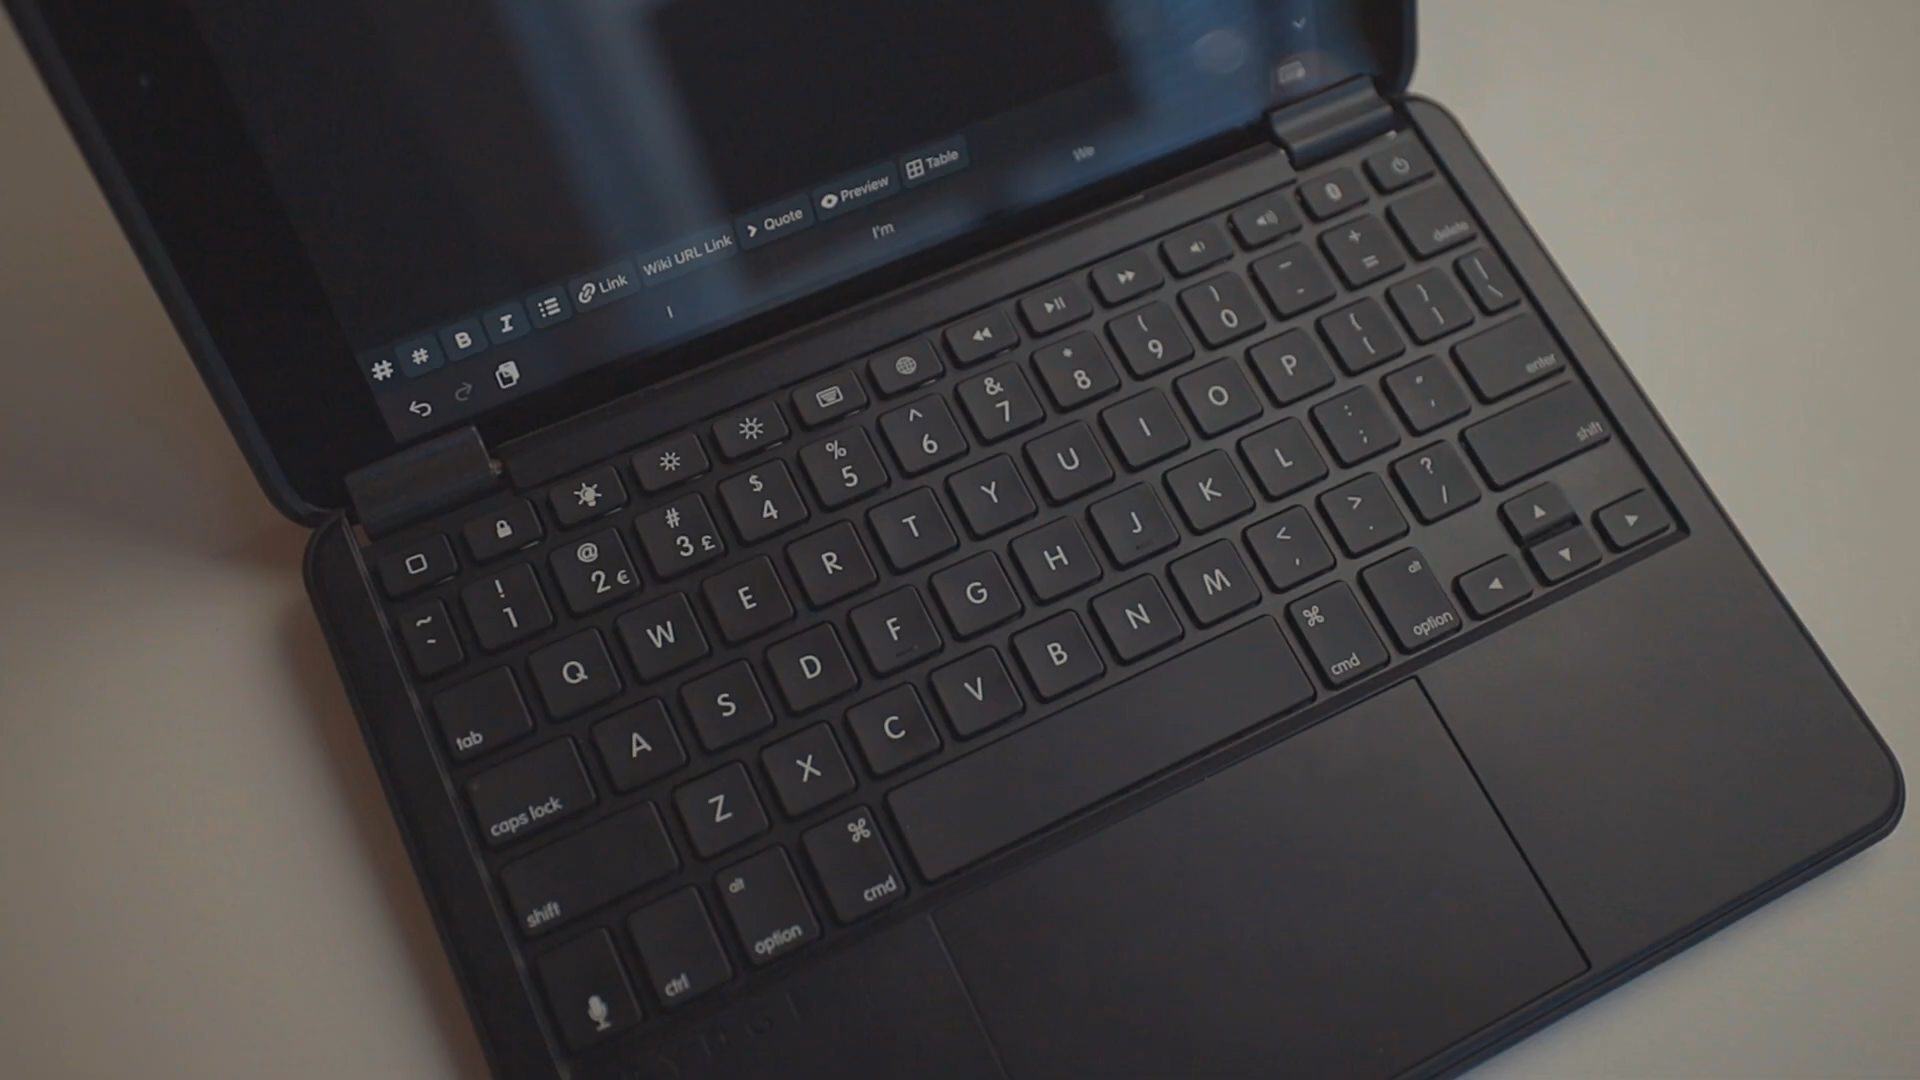 # # B I Link Wiki URL Link Quote Preview Table
I I'm We
~ ! @ # $ % ^ & * ( ) _ + delete
` 1 2 € 3 £ 4 5 6 7 8 9 0 - =
tab Q W E R T Y U I O P { [ } ] | \
caps lock A S D F G H J K L : ; " ' enter
shift Z X C V B N M < , > . ? / shift
ctrl alt option ⌘ cmd ⌘ cmd alt option